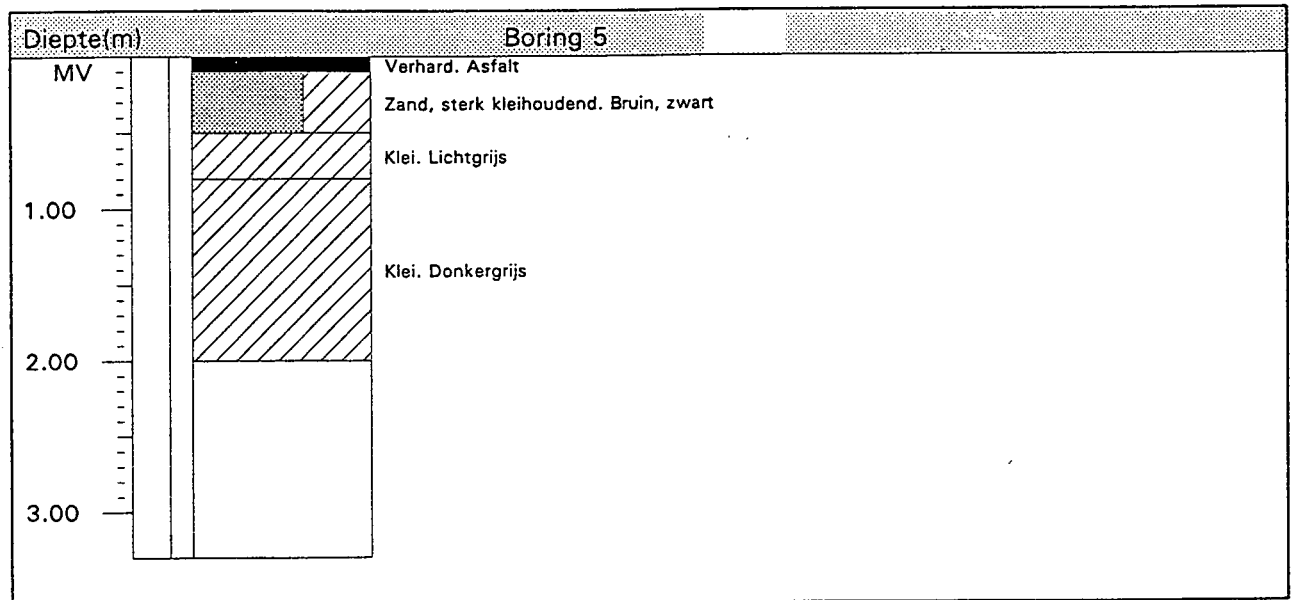 Diepte(m) Boring 5
MV Verhard. Asfalt
Zand, sterk kleihoudend. Bruin, zwart
Klei. Lichtgrijs
1.00
Klei. Donkergrijs
2.00
3.00